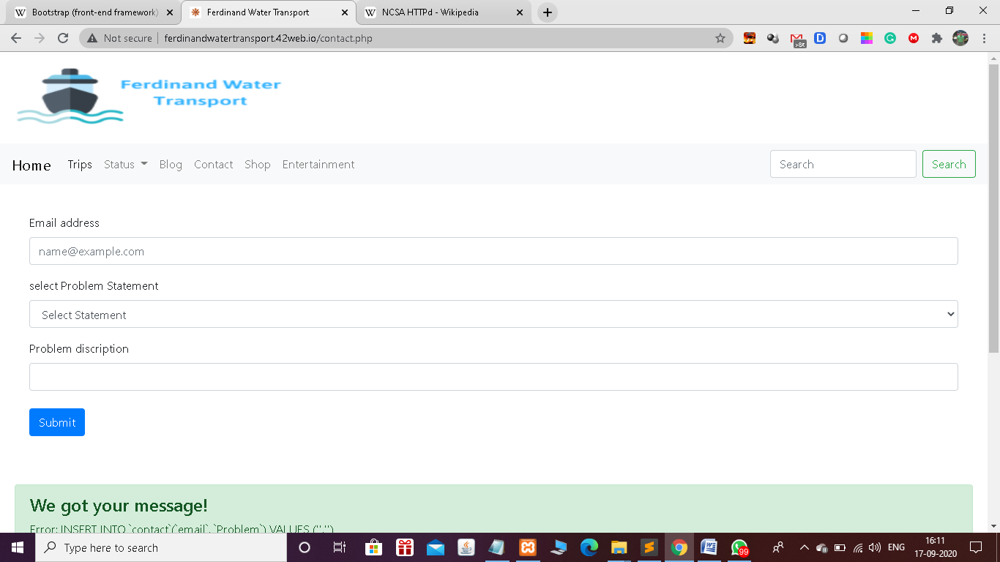 Bootstrap (front-end framework)
Ferdinand Water Transport
NCSA HTTPd - Wikipedia
Not secure
ferdinandwatertransport.42web.io/contact.php
>8K
Ferdinand Water
Transport
Home Trips Status Blog Contact Shop Entertainment
Search
Search
Email address
name@example.com
select Problem Statement
Select Statement
Problem discription
Submit
We got your message!
Error: INSERT INTO `contact`(`email`, `Problem`) VALUES ('','')
Type here to search
99
ENG
16:11
17-09-2020